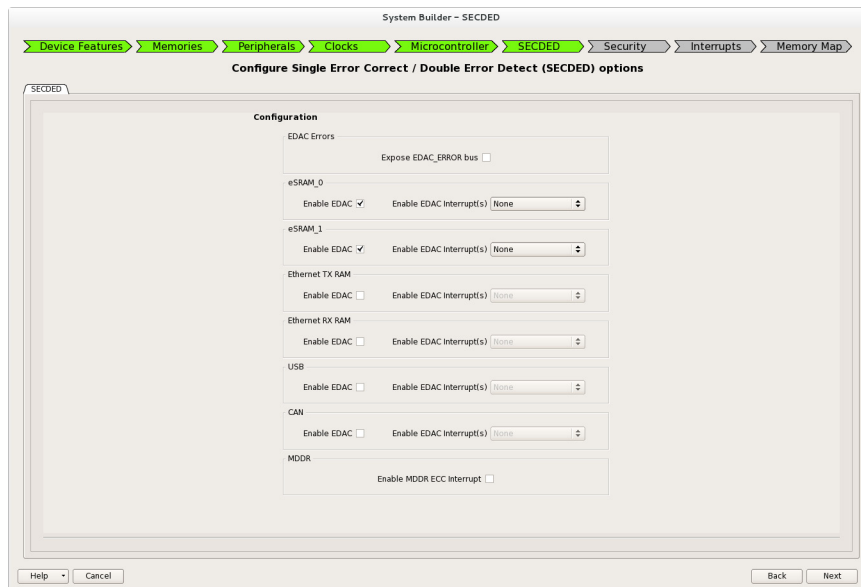 System Builder – SECDED
Device Features Memories Peripherals Clocks Microcontroller SECDED Security Interrupts Memory Map
Configure Single Error Correct / Double Error Detect (SECDED) options
SECDED
Configuration
EDAC Errors
Expose EDAC_ERROR bus
eSRAM_0
Enable EDAC Enable EDAC Interrupt(s) None
eSRAM_1
Enable EDAC Enable EDAC Interrupt(s) None
Ethernet TX RAM
Enable EDAC Enable EDAC Interrupt(s) None
Ethernet RX RAM
Enable EDAC Enable EDAC Interrupt(s) None
USB
Enable EDAC Enable EDAC Interrupt(s) None
CAN
Enable EDAC Enable EDAC Interrupt(s) None
MDDR
Enable MDDR ECC Interrupt
Help Cancel Back Next